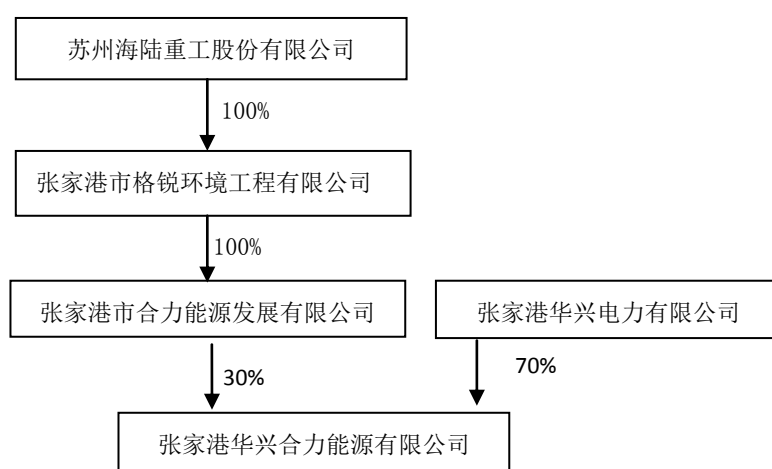 苏州海陆重工股份有限公司
100%
张家港市格锐环境工程有限公司
100%
张家港市合力能源发展有限公司
张家港华兴电力有限公司
30%
70%
张家港华兴合力能源有限公司